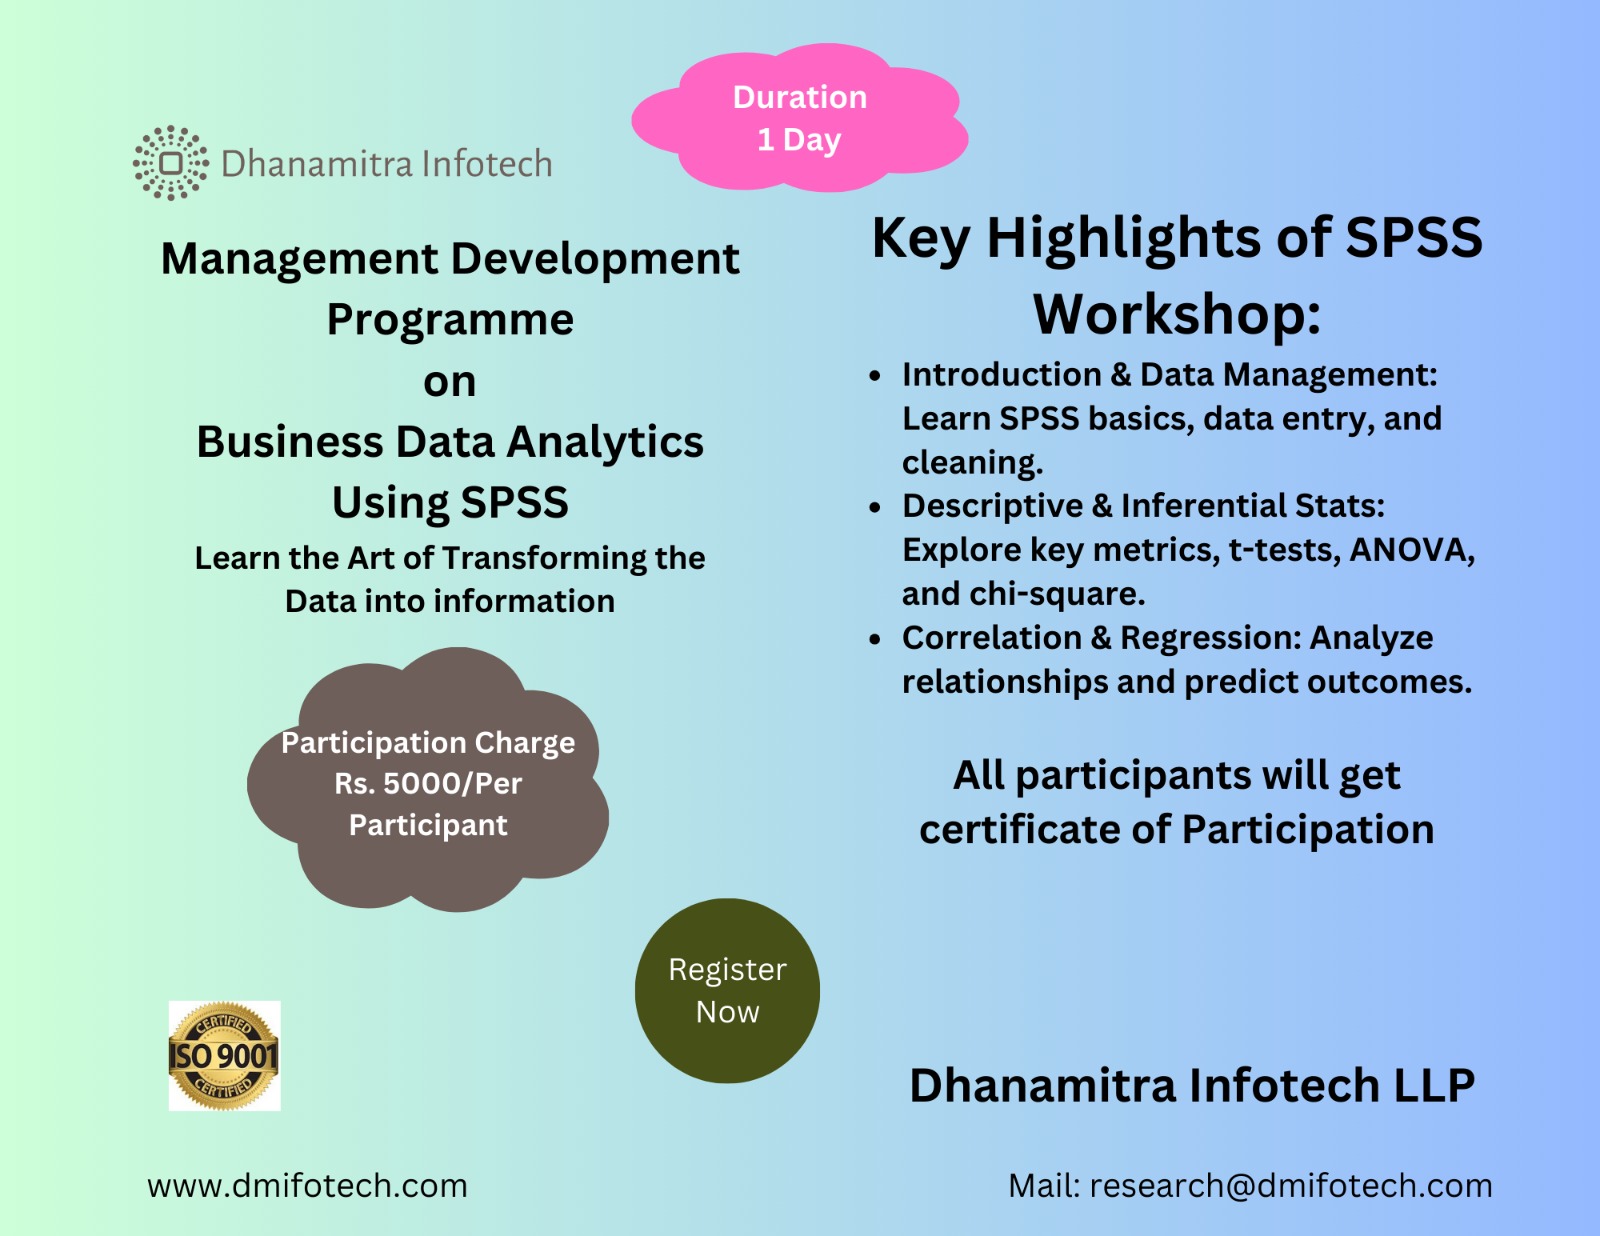 Duration
1 Day
Dhanamitra Infotech
Management Development
Programme
on
Business Data Analytics
Using SPSS
Learn the Art of Transforming the
Data into information
Participation Charge
Rs. 5000/Per
Participant
Key Highlights of SPSS
Workshop:
• Introduction & Data Management:
Learn SPSS basics, data entry, and
cleaning.
• Descriptive & Inferential Stats:
Explore key metrics, t-tests, ANOVA,
and chi-square.
• Correlation & Regression: Analyze
relationships and predict outcomes.
All participants will get
certificate of Participation
Register
Now
CERTIFIED
ISO 9001
CERTIFIED
Dhanamitra Infotech LLP
www.dmifotech.com
Mail: research@dmifotech.com